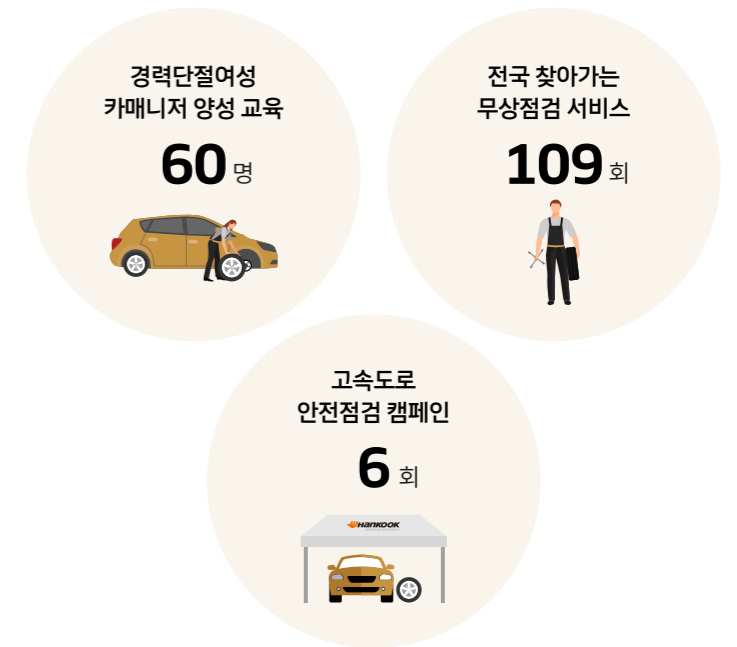 경력단절여성
카매니저 양성 교육
60 명
전국 찾아가는
무상점검 서비스
109 회
고속도로
안전점검 캠페인
6 회
HANKOOK